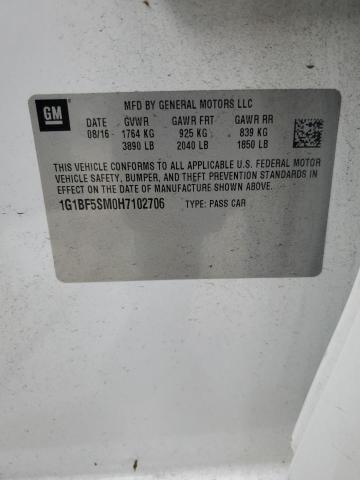 GM
MFD BY GENERAL MOTORS LLC
DATE GVWR GAWR FRT GAWR RR
08/16 1764 KG 925 KG 839 KG
3890 LB 2040 LB 1850 LB
THIS VEHICLE CONFORMS TO ALL APPLICABLE U.S. FEDERAL MOTOR
VEHICLE SAFETY, BUMPER, AND THEFT PREVENTION STANDARDS
IN EFFECT ON THE DATE OF MANUFACTURE SHOWN ABOVE.
1G1BF5SM0H7102706 TYPE: PASS CAR